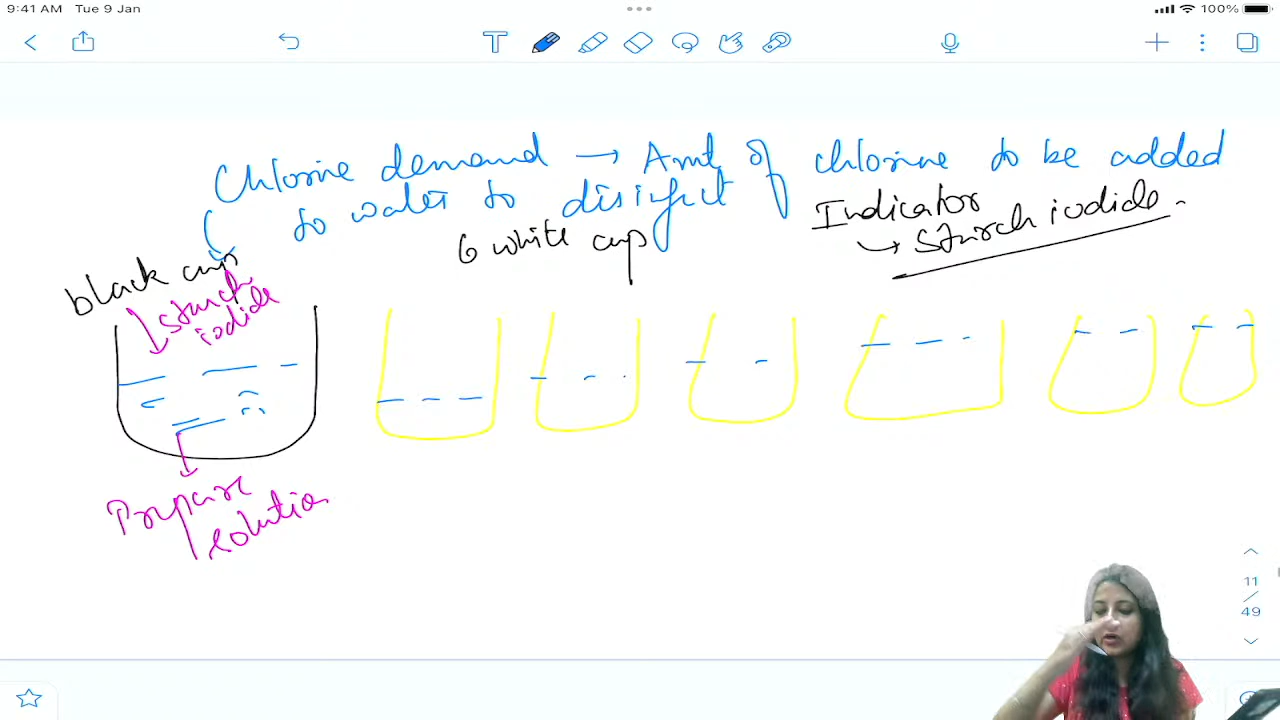 9:41 AM Tue 9 Jan
100%
T
Chlorine demand → Amt of chlorine to be added
to water to disinfect
Indicator
→ starch iodide.
6 white cup
black cup
starch
iodide
Prepare
solution
11
/
49